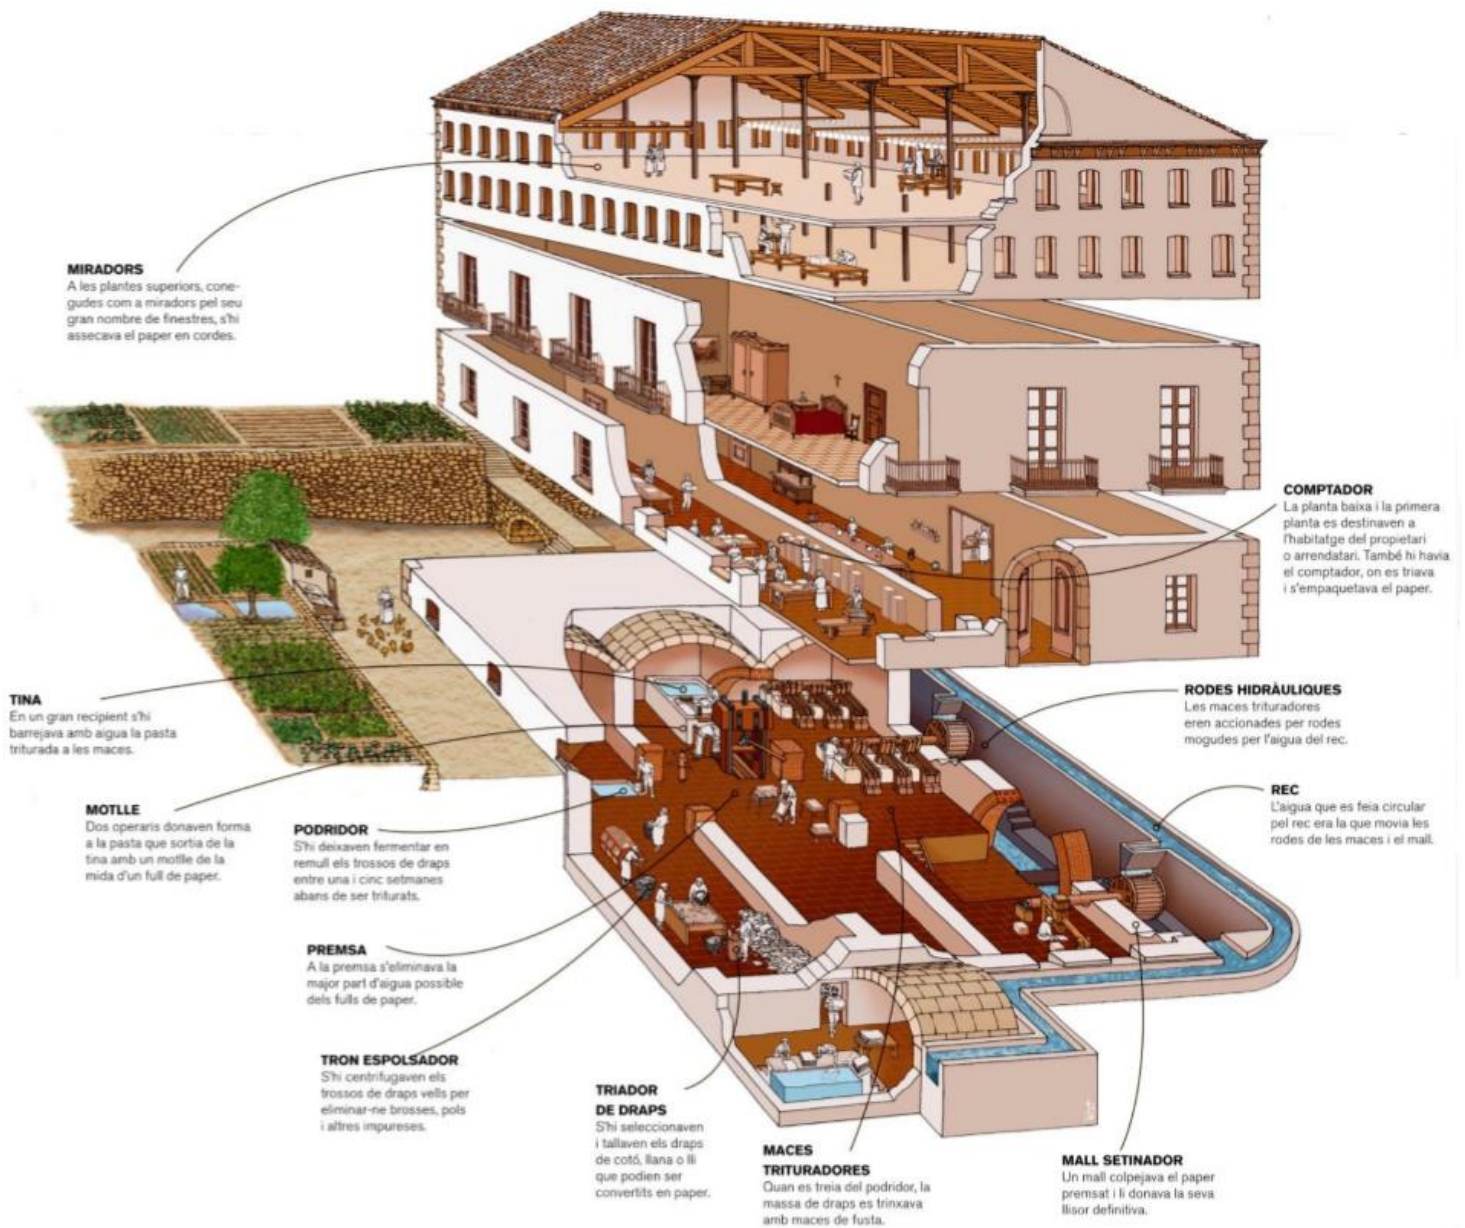 MIRADORS
A les plantes superiors, cone-
gudes com a miradors pel seu
gran nombre de finestres, s'hi
assecava el paper en cordes.
COMPTADOR
La planta baixa i la primera
planta es destinaven a
l'habitatge del propietari
o arrendatari. També hi havia
el comptador, on es triava
i s'empaquetava el paper.
TINA
En un gran recipient s'hi
barrejava amb aigua la pasta
triturada a les maces.
RODES HIDRÀULIQUES
Les maces trituradores
eren accionades per rodes
mogudes per l'aigua del rec.
REC
L'aigua que es feia circular
pel rec era la que movia les
rodes de les maces i el mall.
MOTLLE
Dos operaris donaven forma
a la pasta que sortia de la
tina amb un motlle de la
mida d'un full de paper.
PODRIDOR
S'hi deixaven fermentar en
remull els trossos de draps
entre una i cinc setmanes
abans de ser triturats.
PREMSA
A la premsa s'eliminava la
major part d'aigua possible
dels fulls de paper.
TRON ESPOLSADOR
S'hi centrifugaven els
trossos de draps vells per
eliminar-ne brosses, pols
i altres impureses.
TRIADOR
DE DRAPS
S'hi seleccionaven
i tallaven els draps
de cotó, llana o lli
que podien ser
convertits en paper.
MACES
TRITURADORES
Quan es treia del podridor, la
massa de draps es trinxava
amb maces de fusta.
MALL SETINADOR
Un mall colpejava el paper
premsat i li donava la seva
llisor definitiva.